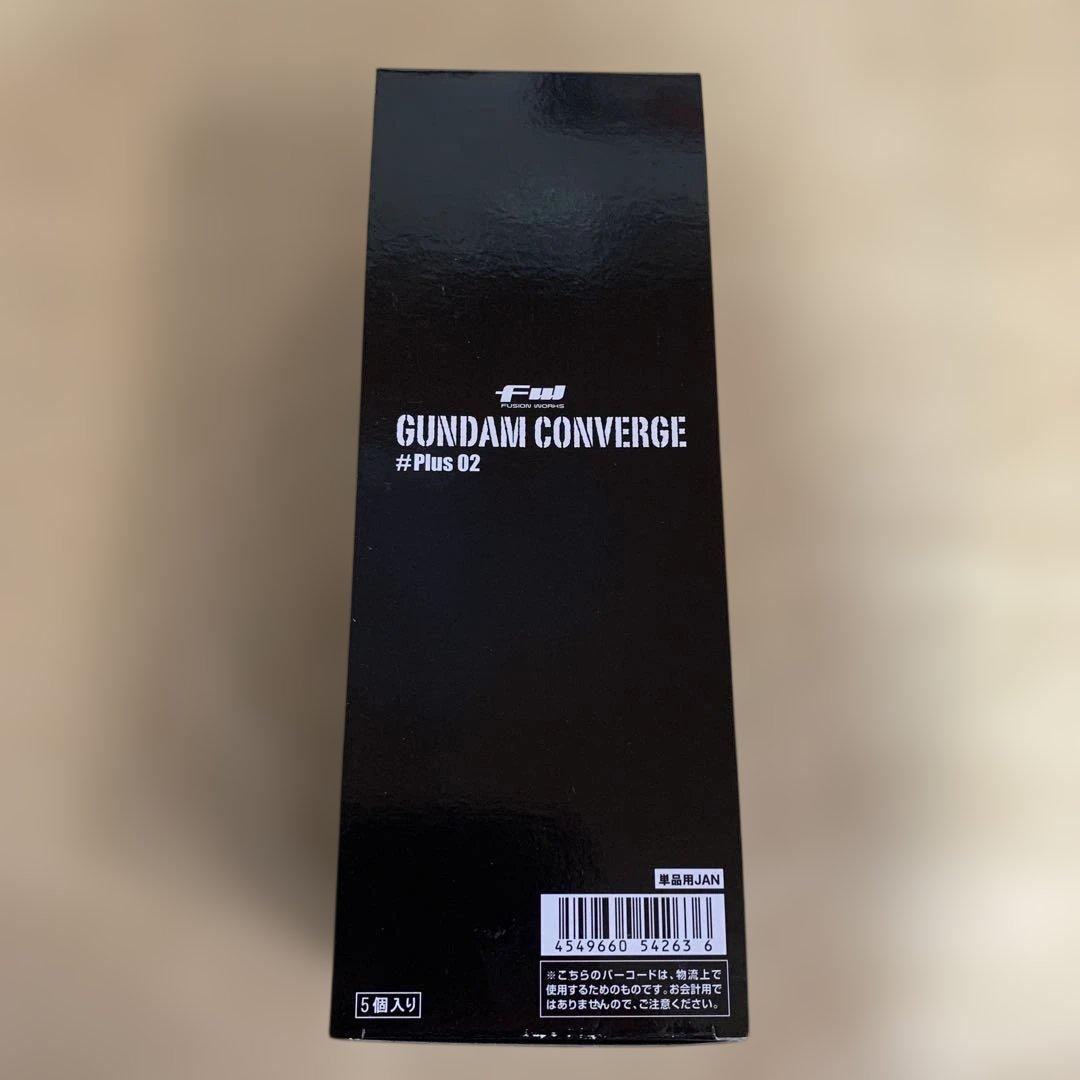 FW
FUSION WORKS
GUNDAM CONVERGE
#Plus 02
単品用JAN
4549660 54263 6
※こちらのバーコードは、物流上で
使用するためのものです。お会計用で
はありませんので、ご注意ください。
5個入り